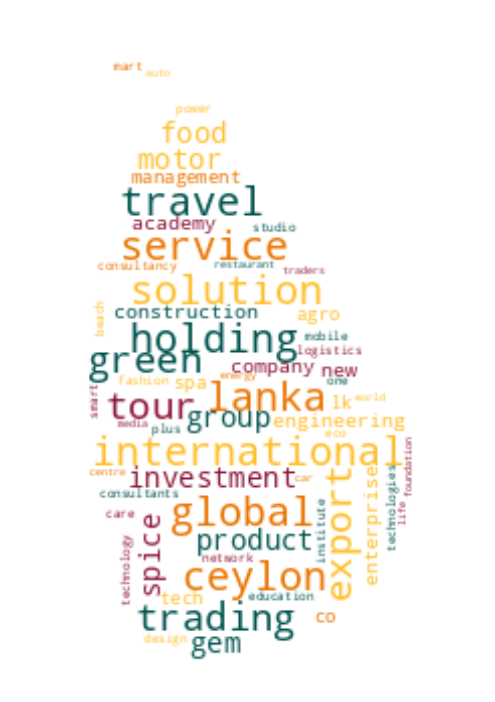 mart
auto
power
food
motor
management
travel
academy
studio
service
consultancy
restaurant
traders
solution
beach
construction
agro
holding
mobile
green
logistics
company
new
energy
fashion
spa
one
smart
tour
lanka
lk
world
group
media
plus
engineering
eco
international
centre
investment
car
consultants
export
enterprise
technologies
life
foundation
care
global
spice
institute
product
technology
network
ceylon
tech
education
trading
co
design
gem